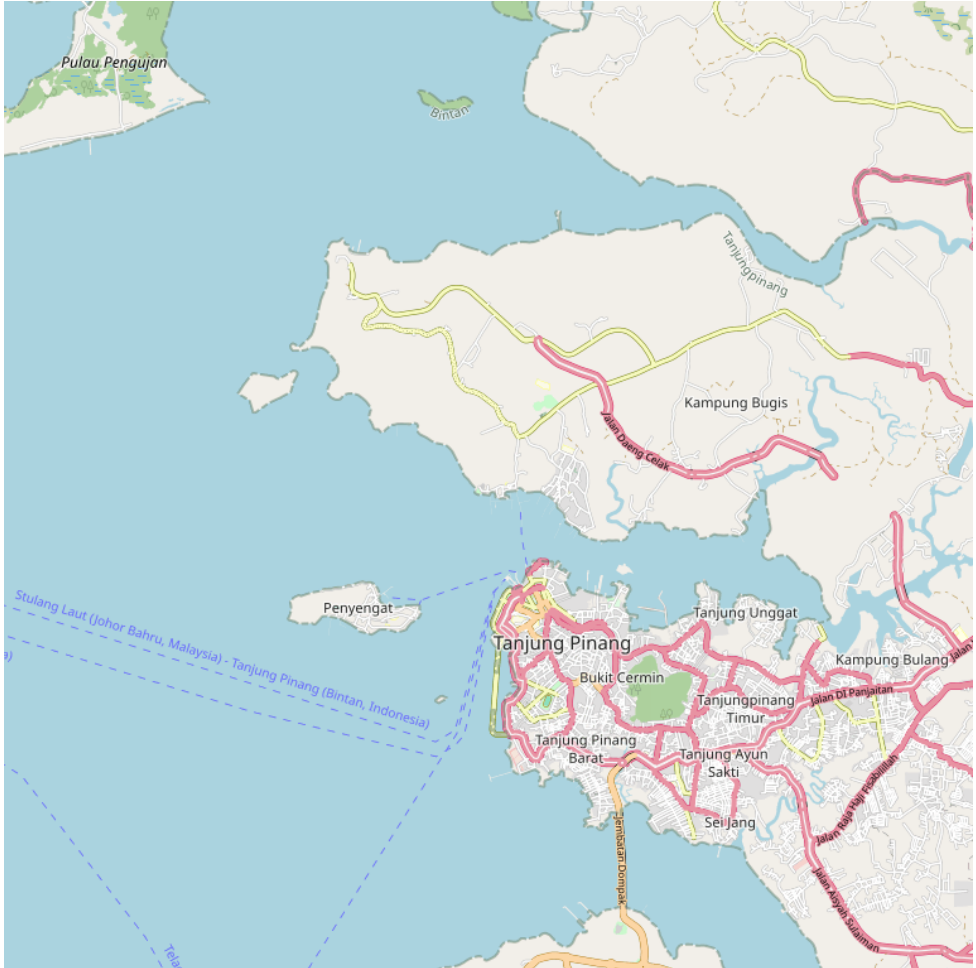 Pulau Pengujan
Bintan
Tanjungpinang
Kampung Bugis
Jalan Daeng Celak
Penyengat
Stulang Laut (Johor Bahru, Malaysia) - Tanjung Pinang (Bintan, Indonesia)
a)
Tanjung Unggat
Tanjung Pinang
Kampung Bulang
Jalan
Bukit Cermin
Jalan DI Panjaitan
Tanjungpinang
Timur
Tanjung Pinang
Barat
Tanjung Ayun
Sakti
Jalan Raja Haji Fisabilillah
Sei Jang
Jembatan Dompak
Jalan Aisyah Sulaiman
Tela